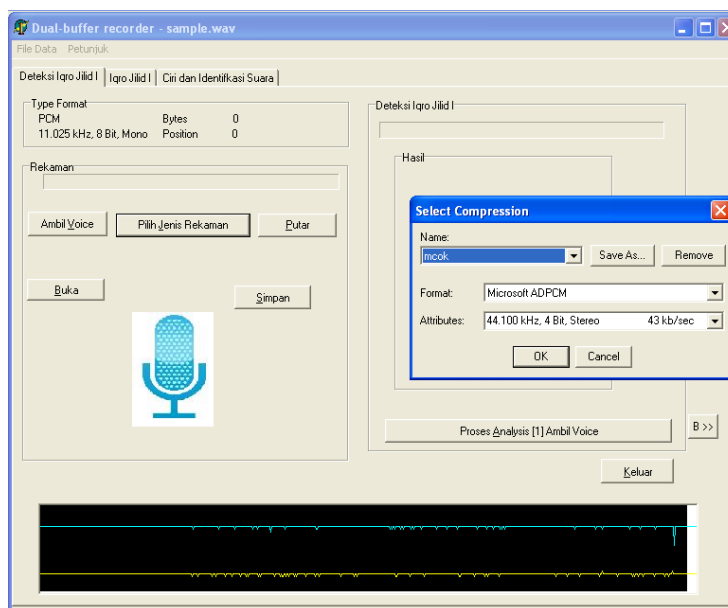 Dual-buffer recorder - sample.wav
File Data Petunjuk
Deteksi Iqro Jilid I Iqro Jilid I Ciri dan Identifkasi Suara
Type Format
PCM Bytes 0
11.025 kHz, 8 Bit, Mono Position 0
Rekaman
Ambil Voice Pilih Jenis Rekaman Putar
Buka
Simpan
Deteksi Iqro Jilid I
Hasil
Select Compression
Name:
mcok Save As... Remove
Format: Microsoft ADPCM
Attributes: 44.100 kHz, 4 Bit, Stereo 43 kb/sec
OK Cancel
Proses Analysis [1] Ambil Voice
B >>
Keluar